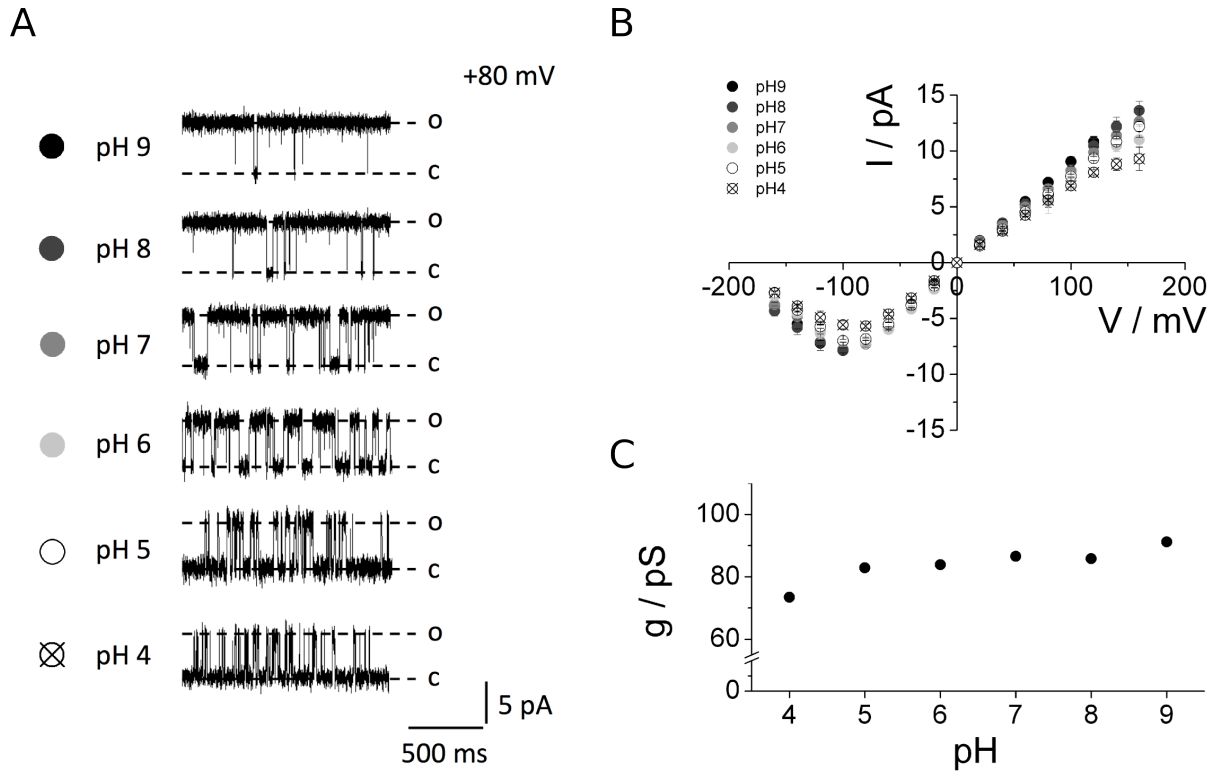 A
+80 mV
pH 9
o
c
pH 8
o
c
pH 7
o
c
pH 6
o
c
pH 5
o
c
pH 4
o
c
5 pA
500 ms
B
pH9
pH8
pH7
pH6
pH5
pH4
I / pA
15
10
5
0
-200
-100
0
100
200
V / mV
-5
-10
-15
C
g / pS
100
80
60
0
4
5
6
7
8
9
pH